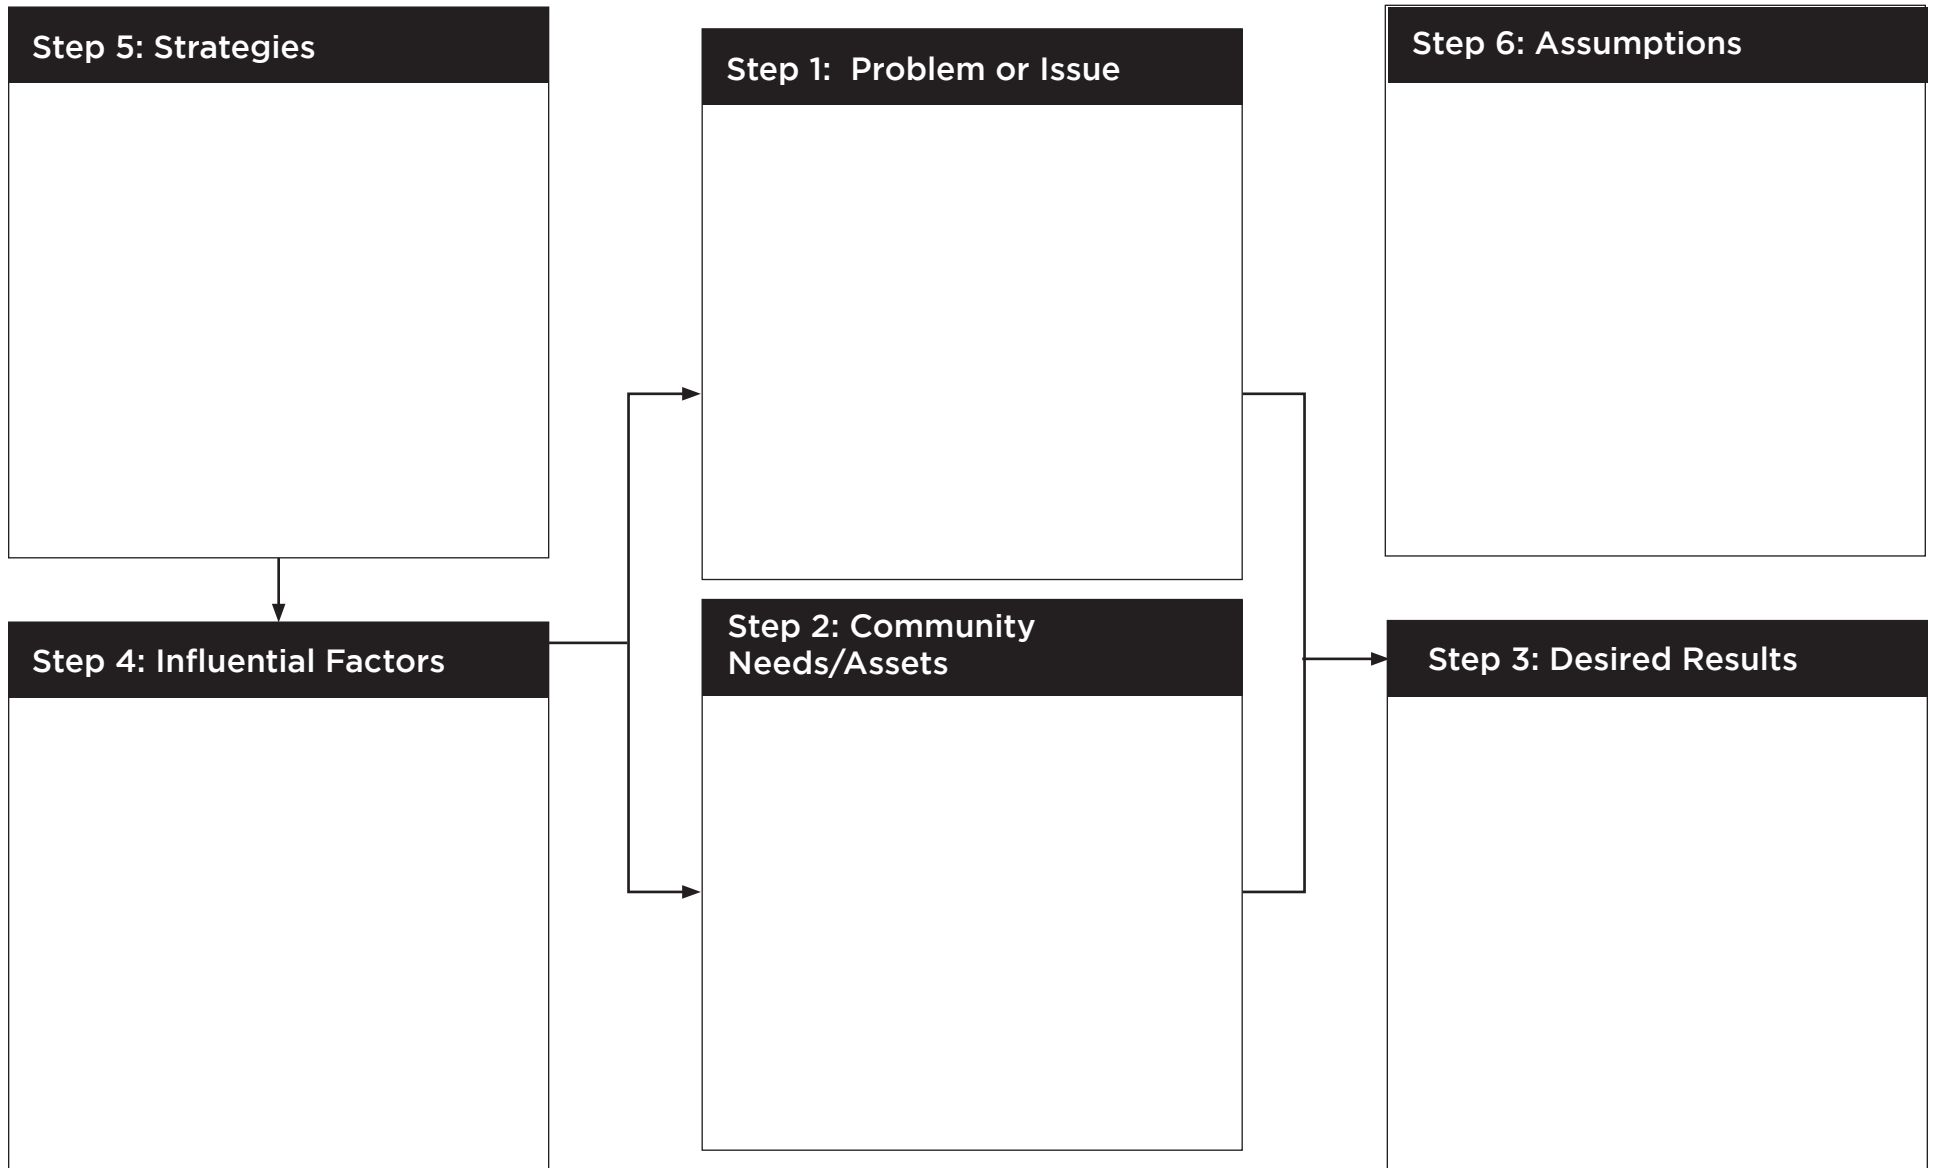 Step 5: Strategies
Step 1:  Problem or Issue
Step 6: Assumptions
Step 4: Influential Factors
Step 2: Community
Needs/Assets
Step 3: Desired Results